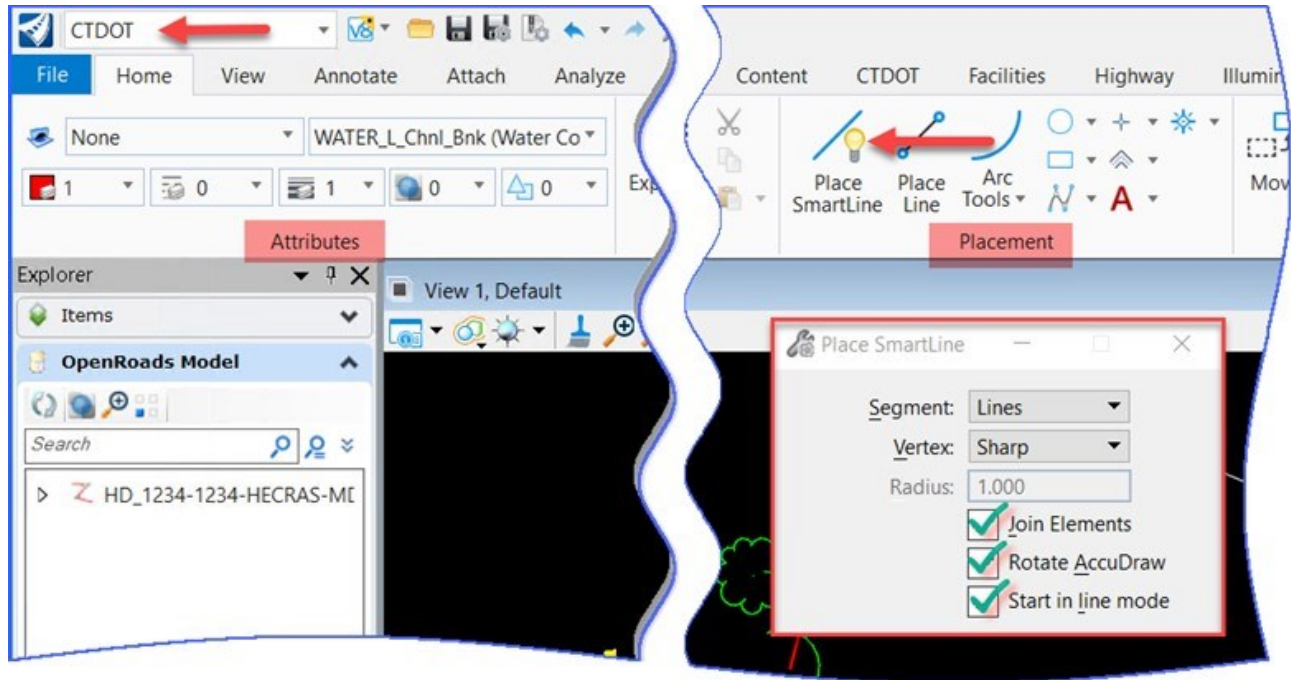 CTDOT
File Home View Annotate Attach Analyze Content CTDOT Facilities Highway
None WATER_L_Chnl_Bnk (Water Co
1 0 1 0 0
Place SmartLine Place Line Arc Tools A
Attributes Placement
Explorer
View 1, Default
Items
OpenRoads Model
Search
HD_1234-1234-HECRAS-ME
Place SmartLine
Segment: Lines
Vertex: Sharp
Radius: 1.000
Join Elements
Rotate AccuDraw
Start in line mode